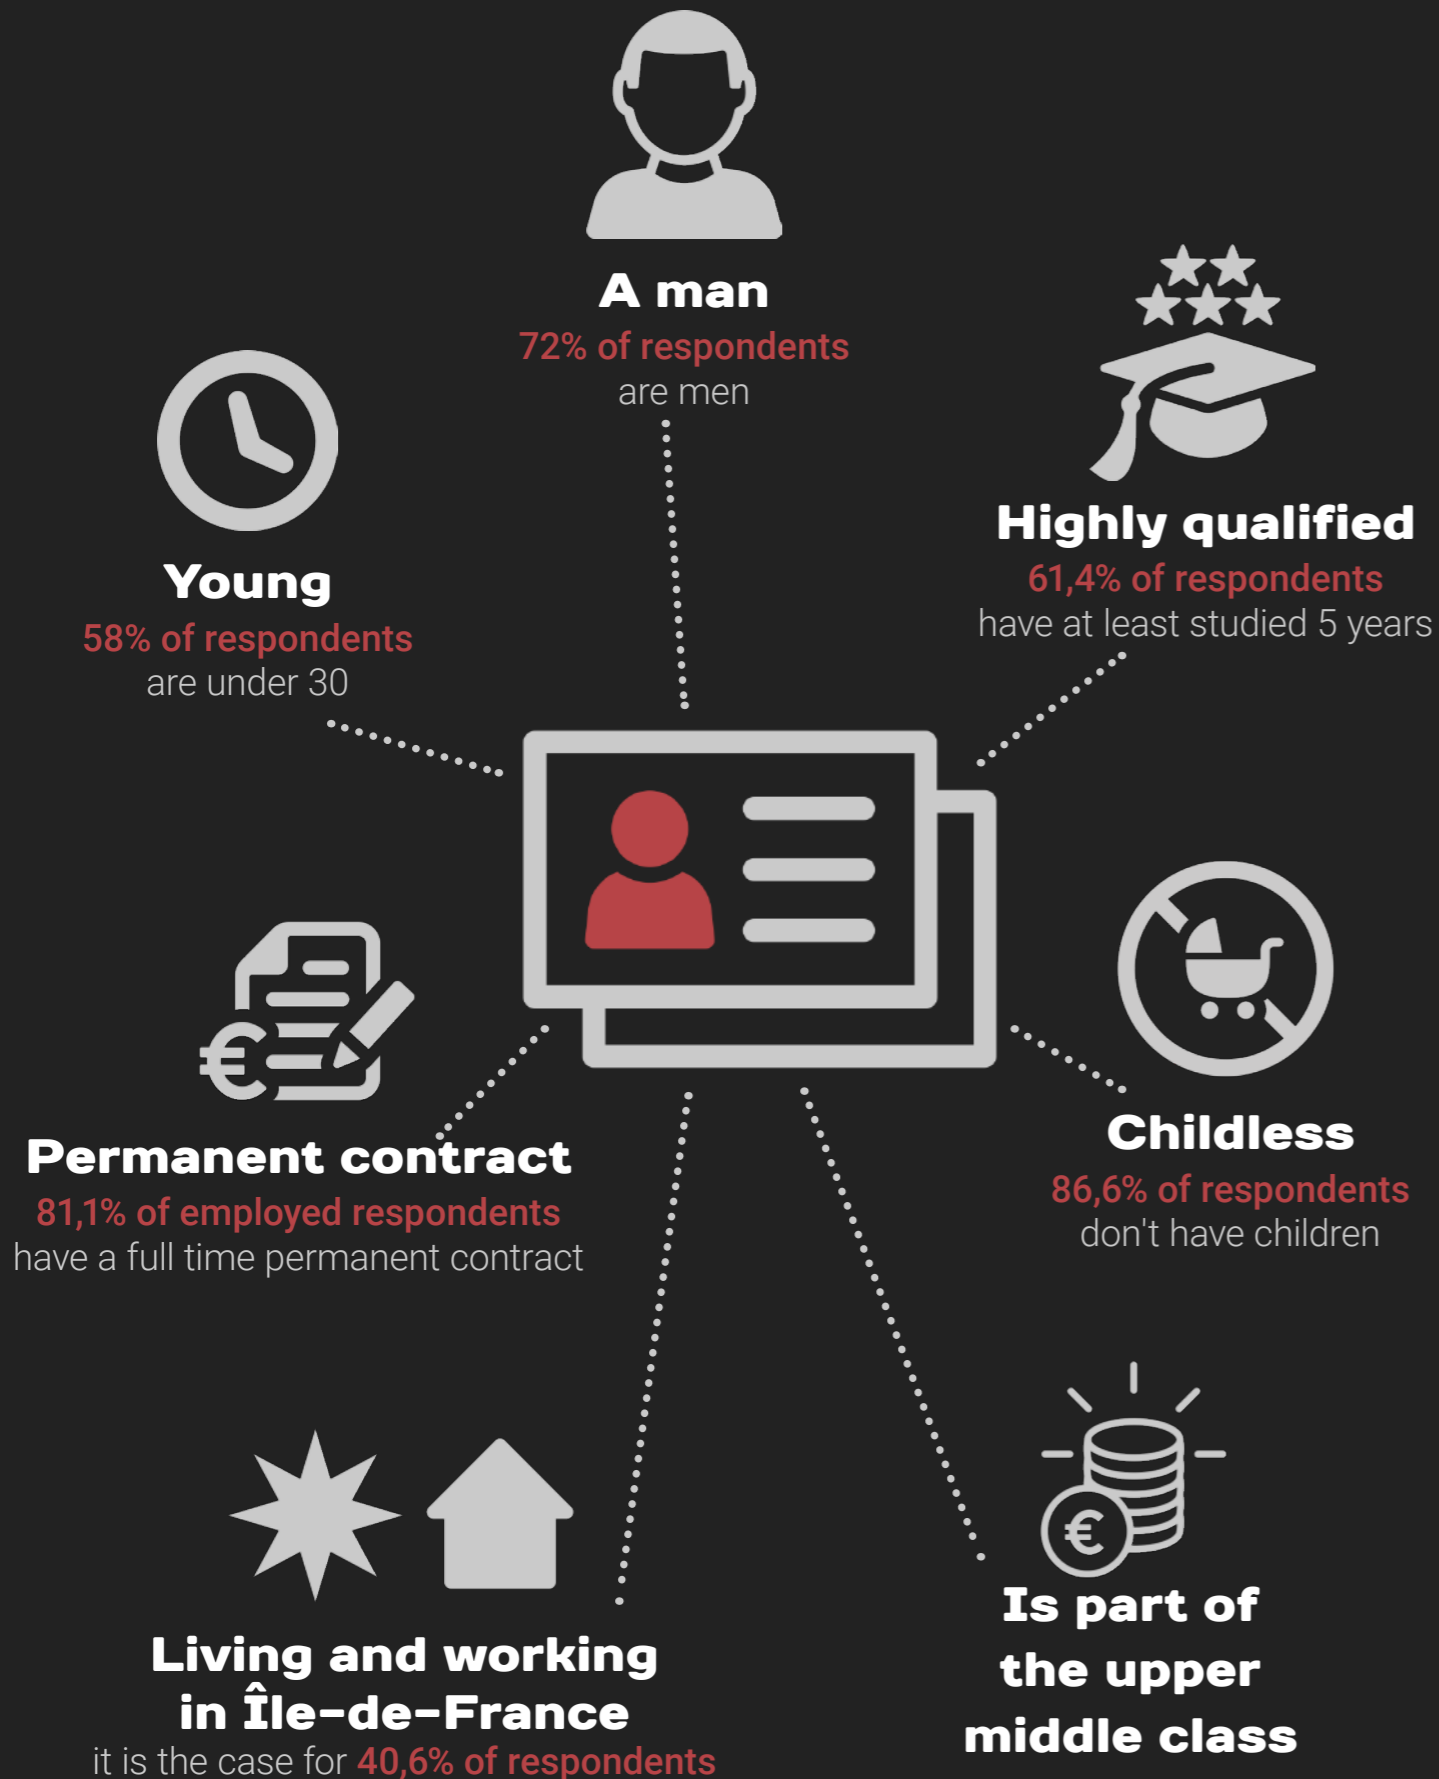 A man
72% of respondents
are men
Young
58% of respondents
are under 30
Highly qualified
61,4% of respondents
have at least studied 5 years
Permanent contract
81,1% of employed respondents
have a full time permanent contract
Childless
86,6% of respondents
don't have children
Living and working
in Île-de-France
it is the case for 40,6% of respondents
Is part of
the upper
middle class
€
€